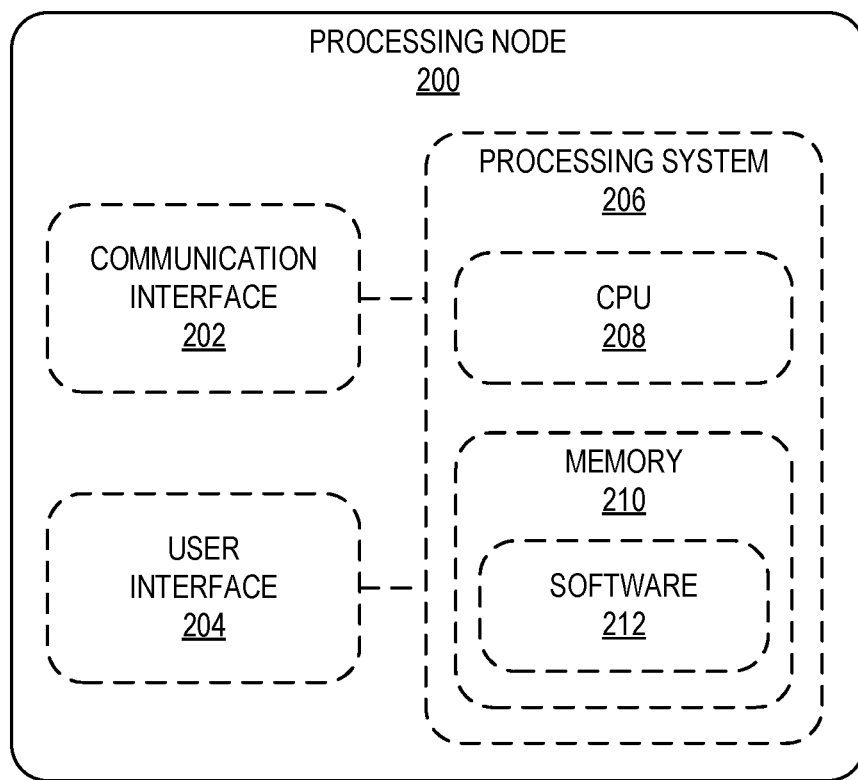 PROCESSING NODE
200
PROCESSING SYSTEM
206
COMMUNICATION
INTERFACE
202
CPU
208
MEMORY
210
USER
INTERFACE
204
SOFTWARE
212